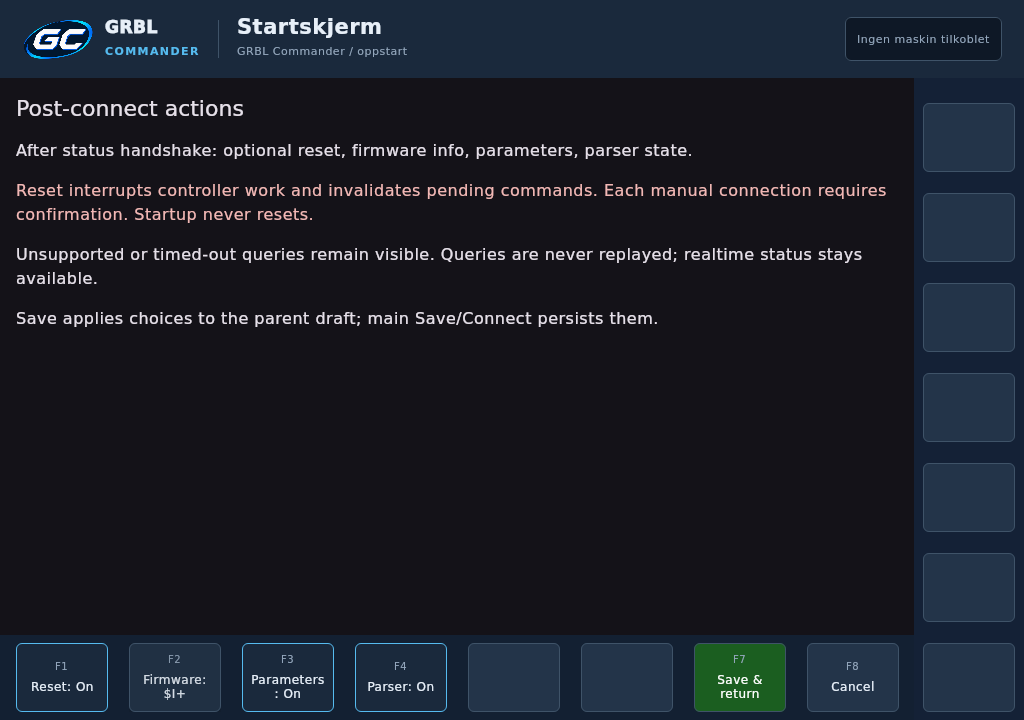 GC
GRBL
COMMANDER
Startskjerm
GRBL Commander / oppstart
Ingen maskin tilkoblet
Post-connect actions
After status handshake: optional reset, firmware info, parameters, parser state.
Reset interrupts controller work and invalidates pending commands. Each manual connection requires
confirmation. Startup never resets.
Unsupported or timed-out queries remain visible. Queries are never replayed; realtime status stays
available.
Save applies choices to the parent draft; main Save/Connect persists them.
F1
Reset: On
F2
Firmware:
$I+
F3
Parameters
: On
F4
Parser: On
F7
Save &
return
F8
Cancel